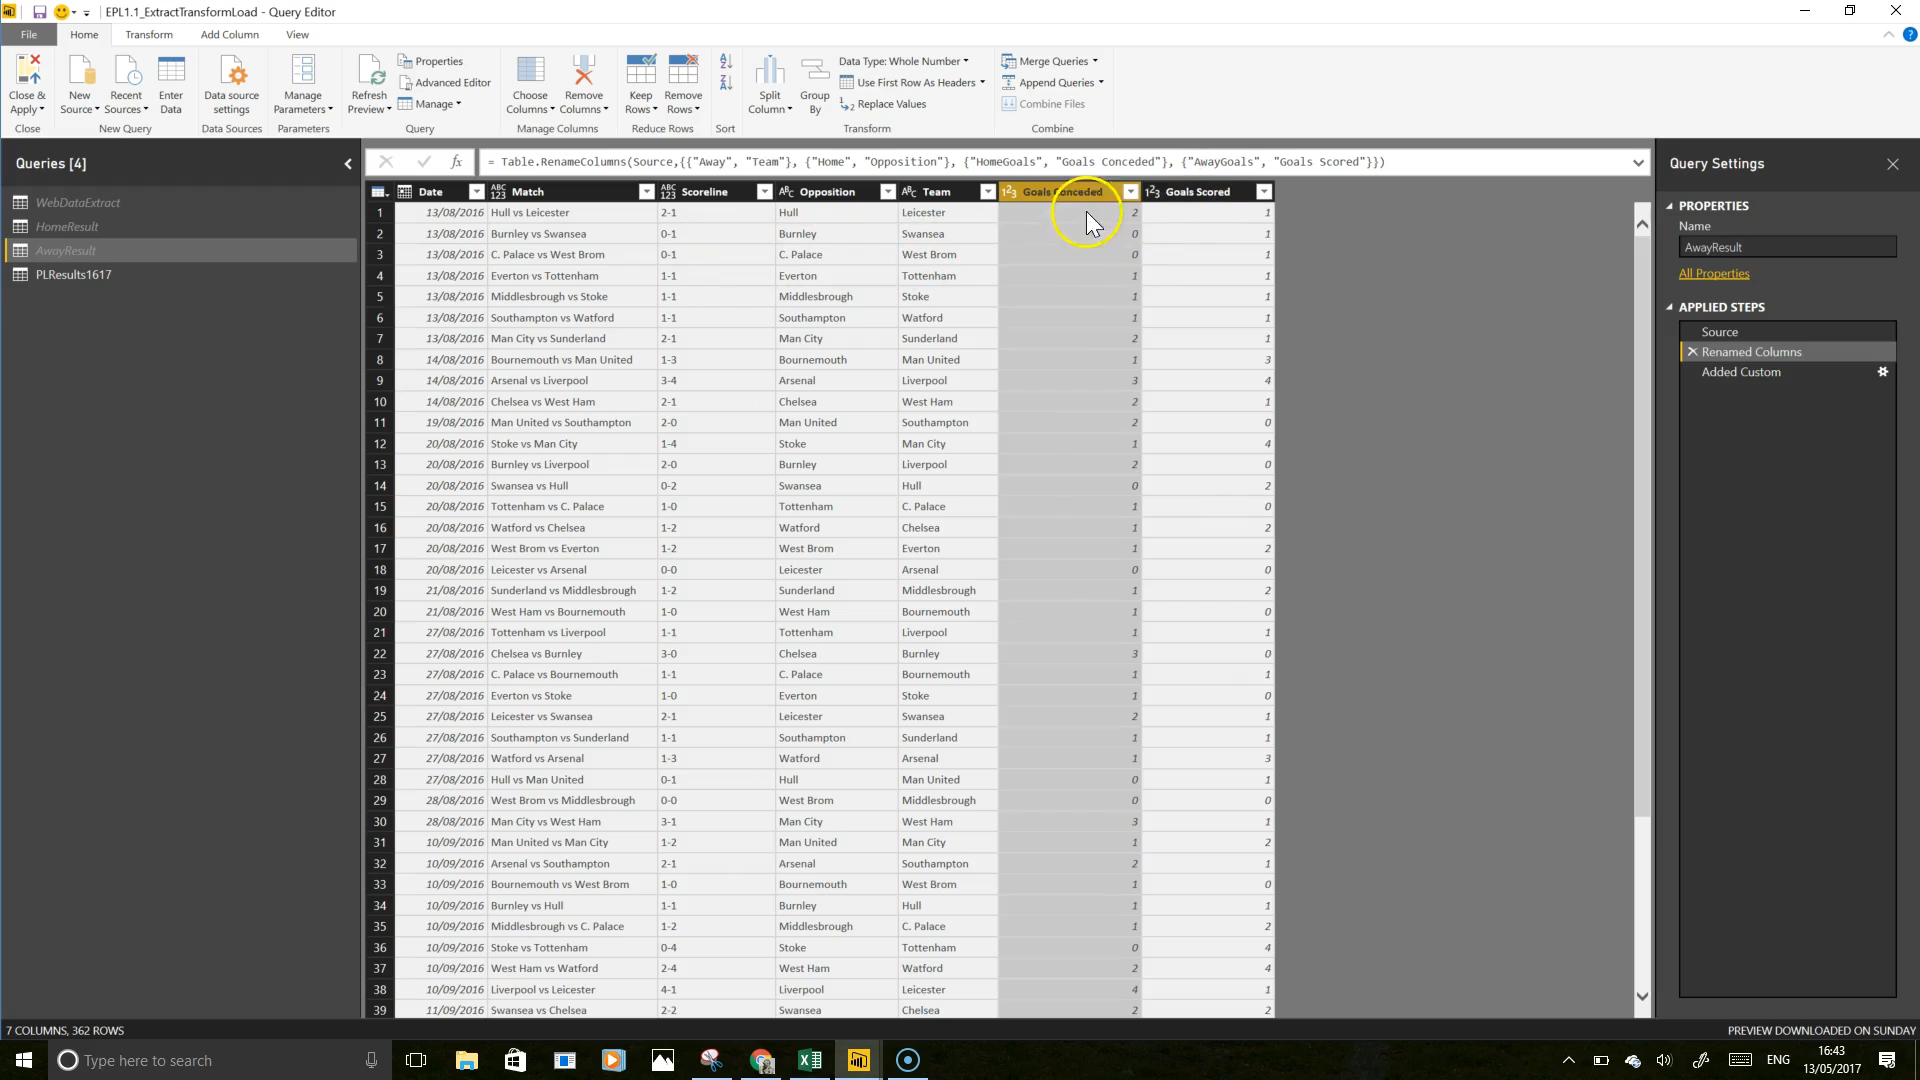 EPL1.1_ExtractTransformLoad - Query Editor
File Home Transform Add Column View
Close & Apply
New Source
Recent Sources
Enter Data
Data source settings
Manage Parameters
Refresh Preview
Properties
Advanced Editor
Manage
Choose Columns
Remove Columns
Keep Rows
Remove Rows
Split Column
Group By
Data Type: Whole Number
Use First Row As Headers
Replace Values
Merge Queries
Append Queries
Combine Files
Close New Query Data Sources Parameters Query Manage Columns Reduce Rows Sort Transform Combine
Queries [4]
WebDataExtract
HomeResult
AwayResult
PLResults1617
fx = Table.RenameColumns(Source,{{"Away", "Team"}, {"Home", "Opposition"}, {"HomeGoals", "Goals Conceded"}, {"AwayGoals", "Goals Scored"}})
Date ABC 123 Match ABC 123 Scoreline ABC Opposition ABC Team 123 Goals Conceded 123 Goals Scored
1 13/08/2016 Hull vs Leicester 2-1 Hull Leicester 2 1
2 13/08/2016 Burnley vs Swansea 0-1 Burnley Swansea 0 1
3 13/08/2016 C. Palace vs West Brom 0-1 C. Palace West Brom 0 1
4 13/08/2016 Everton vs Tottenham 1-1 Everton Tottenham 1 1
5 13/08/2016 Middlesbrough vs Stoke 1-1 Middlesbrough Stoke 1 1
6 13/08/2016 Southampton vs Watford 1-1 Southampton Watford 1 1
7 13/08/2016 Man City vs Sunderland 2-1 Man City Sunderland 2 1
8 14/08/2016 Bournemouth vs Man United 1-3 Bournemouth Man United 1 3
9 14/08/2016 Arsenal vs Liverpool 3-4 Arsenal Liverpool 3 4
10 14/08/2016 Chelsea vs West Ham 2-1 Chelsea West Ham 2 1
11 19/08/2016 Man United vs Southampton 2-0 Man United Southampton 2 0
12 20/08/2016 Stoke vs Man City 1-4 Stoke Man City 1 4
13 20/08/2016 Burnley vs Liverpool 2-0 Burnley Liverpool 2 0
14 20/08/2016 Swansea vs Hull 0-2 Swansea Hull 0 2
15 20/08/2016 Tottenham vs C. Palace 1-0 Tottenham C. Palace 1 0
16 20/08/2016 Watford vs Chelsea 1-2 Watford Chelsea 1 2
17 20/08/2016 West Brom vs Everton 1-2 West Brom Everton 1 2
18 20/08/2016 Leicester vs Arsenal 0-0 Leicester Arsenal 0 0
19 21/08/2016 Sunderland vs Middlesbrough 1-2 Sunderland Middlesbrough 1 2
20 21/08/2016 West Ham vs Bournemouth 1-0 West Ham Bournemouth 1 0
21 27/08/2016 Tottenham vs Liverpool 1-1 Tottenham Liverpool 1 1
22 27/08/2016 Chelsea vs Burnley 3-0 Chelsea Burnley 3 0
23 27/08/2016 C. Palace vs Bournemouth 1-1 C. Palace Bournemouth 1 1
24 27/08/2016 Everton vs Stoke 1-0 Everton Stoke 1 0
25 27/08/2016 Leicester vs Swansea 2-1 Leicester Swansea 2 1
26 27/08/2016 Southampton vs Sunderland 1-1 Southampton Sunderland 1 1
27 27/08/2016 Watford vs Arsenal 1-3 Watford Arsenal 1 3
28 27/08/2016 Hull vs Man United 0-1 Hull Man United 0 1
29 28/08/2016 West Brom vs Middlesbrough 0-0 West Brom Middlesbrough 0 0
30 28/08/2016 Man City vs West Ham 3-1 Man City West Ham 3 1
31 10/09/2016 Man United vs Man City 1-2 Man United Man City 1 2
32 10/09/2016 Arsenal vs Southampton 2-1 Arsenal Southampton 2 1
33 10/09/2016 Bournemouth vs West Brom 1-0 Bournemouth West Brom 1 0
34 10/09/2016 Burnley vs Hull 1-1 Burnley Hull 1 1
35 10/09/2016 Middlesbrough vs C. Palace 1-2 Middlesbrough C. Palace 1 2
36 10/09/2016 Stoke vs Tottenham 0-4 Stoke Tottenham 0 4
37 10/09/2016 West Ham vs Watford 2-4 West Ham Watford 2 4
38 10/09/2016 Liverpool vs Leicester 4-1 Liverpool Leicester 4 1
39 11/09/2016 Swansea vs Chelsea 2-2 Swansea Chelsea 2 2
Query Settings
PROPERTIES
Name
AwayResult
All Properties
APPLIED STEPS
Source
Renamed Columns
Added Custom
7 COLUMNS, 362 ROWS
PREVIEW DOWNLOADED ON SUNDAY
Type here to search
ENG
16:43
13/05/2017